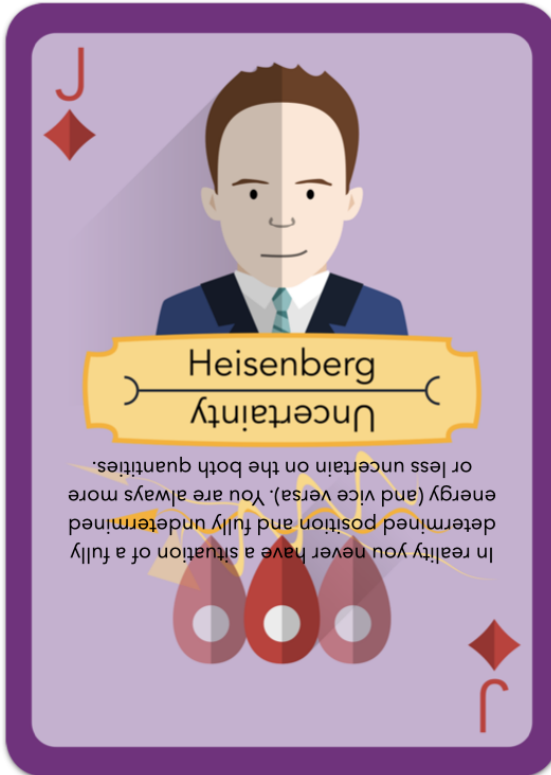 J
Heisenberg
Uncertainty
In reality you never have a situation of a fully
determined position and fully undetermined
energy (and vice versa). You are always more
or less uncertain on the both quantities.
J